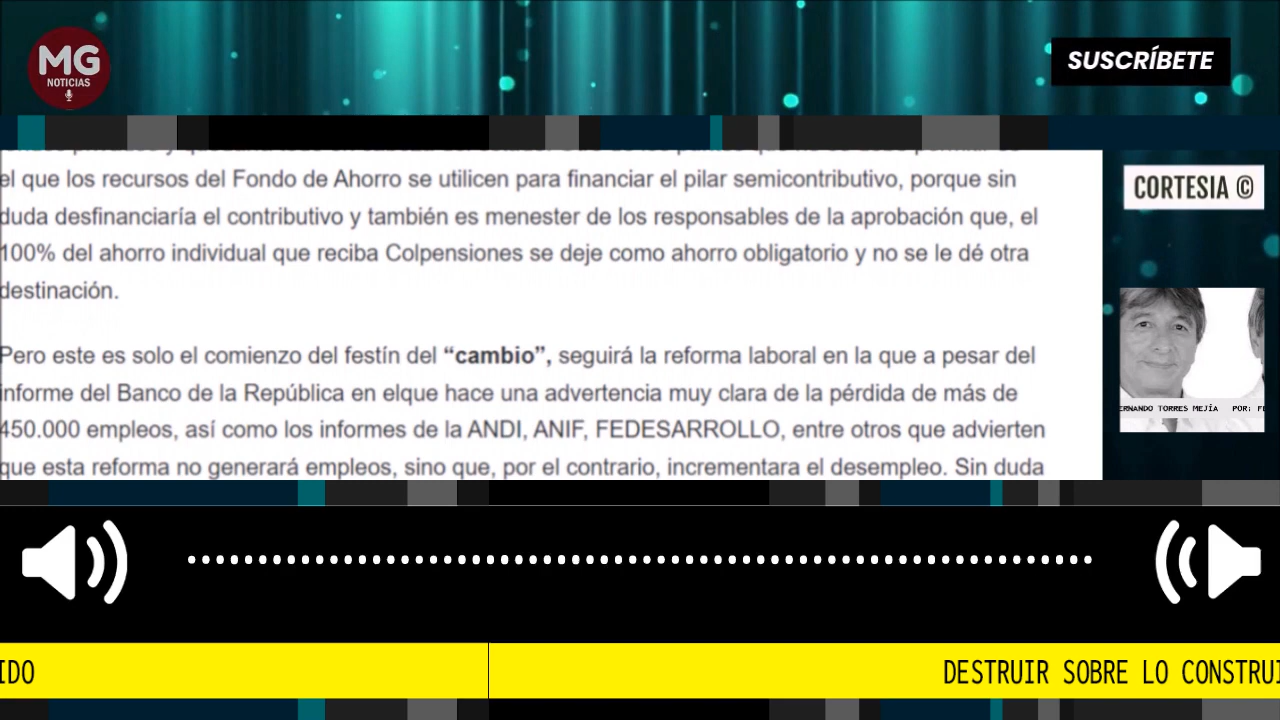 MG
NOTICIAS
SUSCRÍBETE
el que los recursos del Fondo de Ahorro se utilicen para financiar el pilar semicontributivo, porque sin
duda desfinanciaría el contributivo y también es menester de los responsables de la aprobación que, el
100% del ahorro individual que reciba Colpensiones se deje como ahorro obligatorio y no se le dé otra
destinación.
Pero este es solo el comienzo del festín del “cambio”, seguirá la reforma laboral en la que a pesar del
informe del Banco de la República en elque hace una advertencia muy clara de la pérdida de más de
450.000 empleos, así como los informes de la ANDI, ANIF, FEDESARROLLO, entre otros que advierten
que esta reforma no generará empleos, sino que, por el contrario, incrementara el desempleo. Sin duda
CORTESIA ©
ERNANDO TORRES MEJÍA POR: FE
IDO
DESTRUIR SOBRE LO CONSTRUI